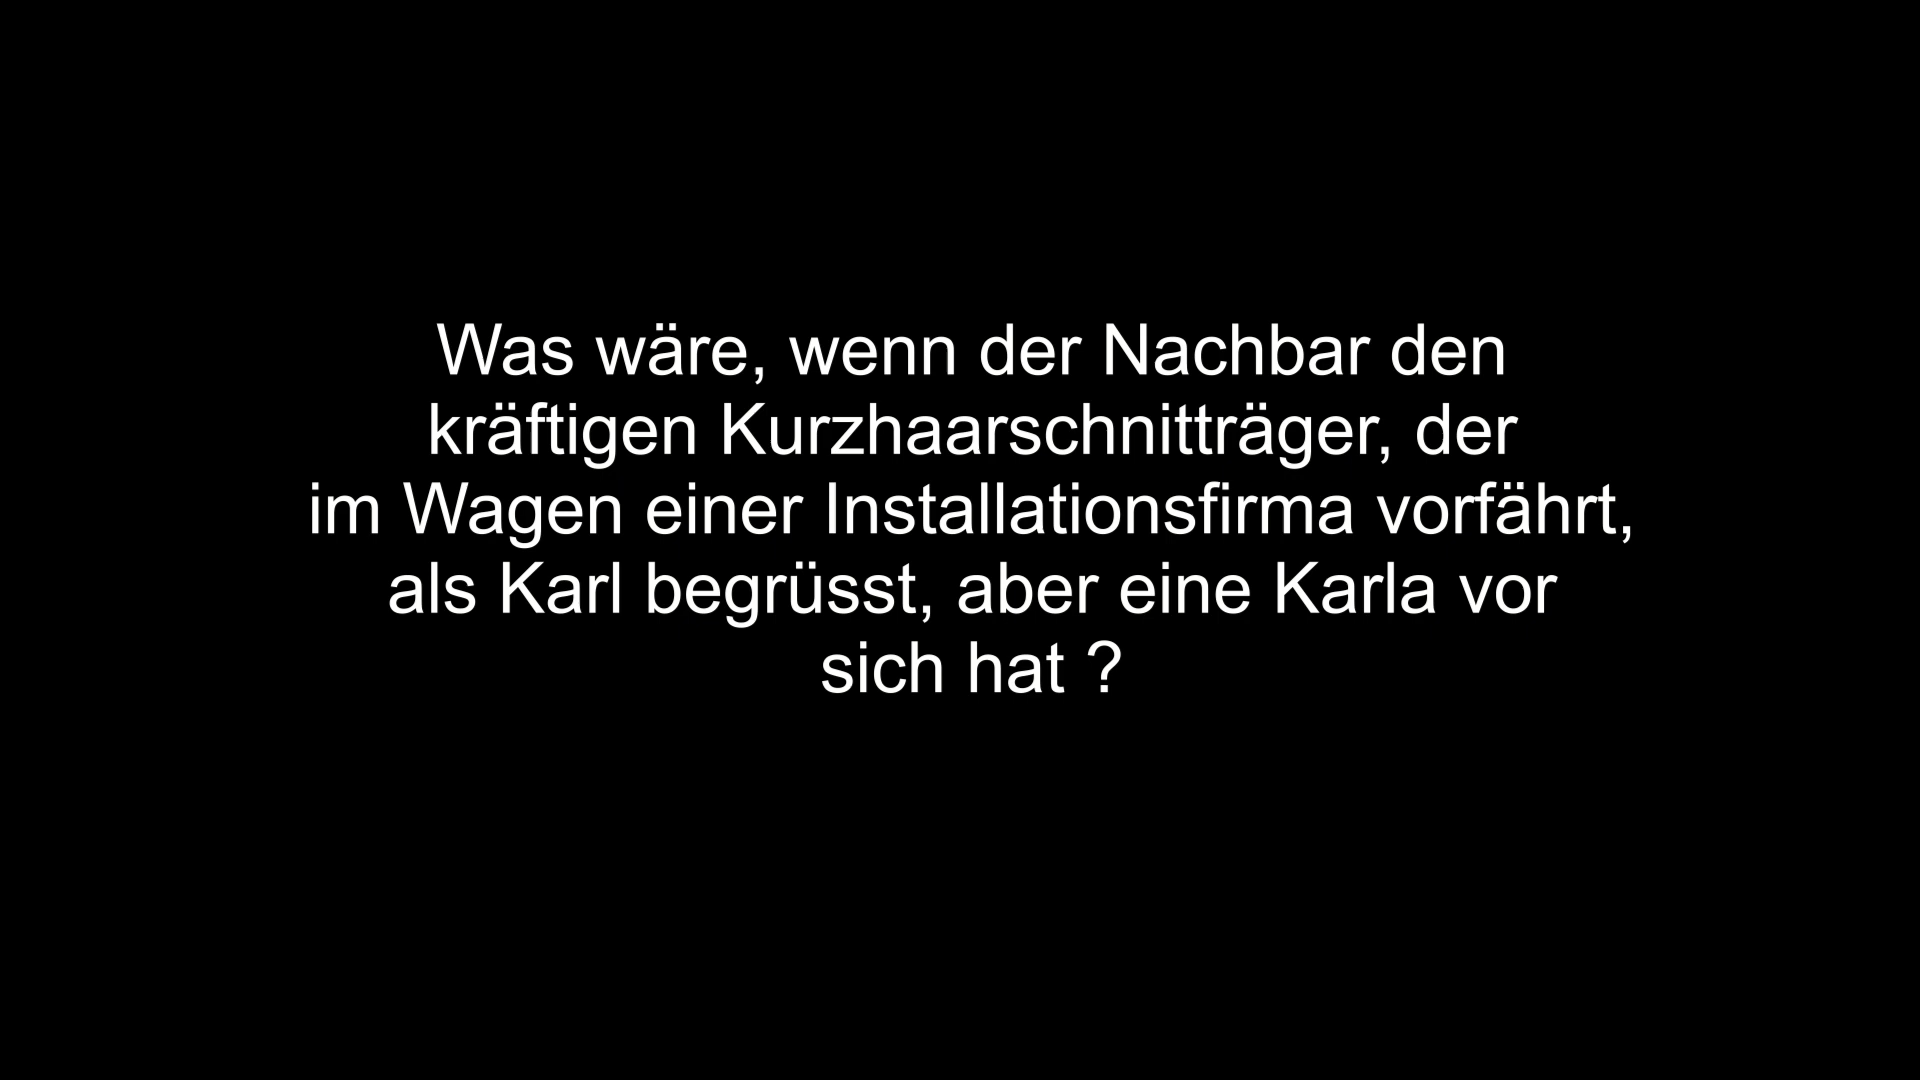 Was wäre, wenn der Nachbar den
kräftigen Kurzhaarschnitträger, der
im Wagen einer Installationsfirma vorfährt,
als Karl begrüsst, aber eine Karla vor
sich hat ?